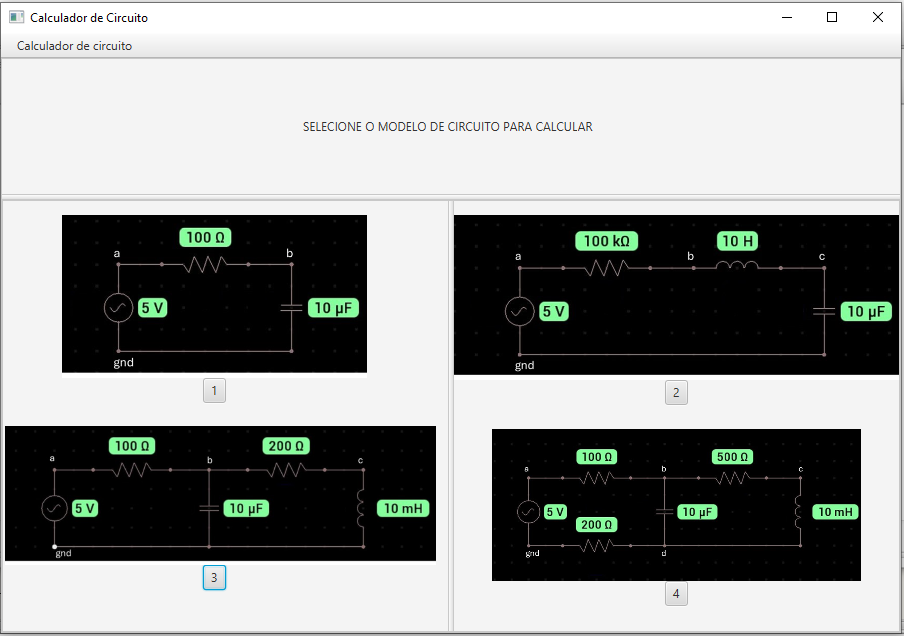 Calculador de Circuito
Calculador de circuito
SELECIONE O MODELO DE CIRCUITO PARA CALCULAR
100 Ω
a
b
5 V
10 µF
gnd
1
100 kΩ
10 H
a
b
c
5 V
10 µF
gnd
2
100 Ω
200 Ω
a
b
c
5 V
10 µF
10 mH
gnd
3
100 Ω
500 Ω
a
b
c
5 V
10 µF
10 mH
200 Ω
gnd
d
4